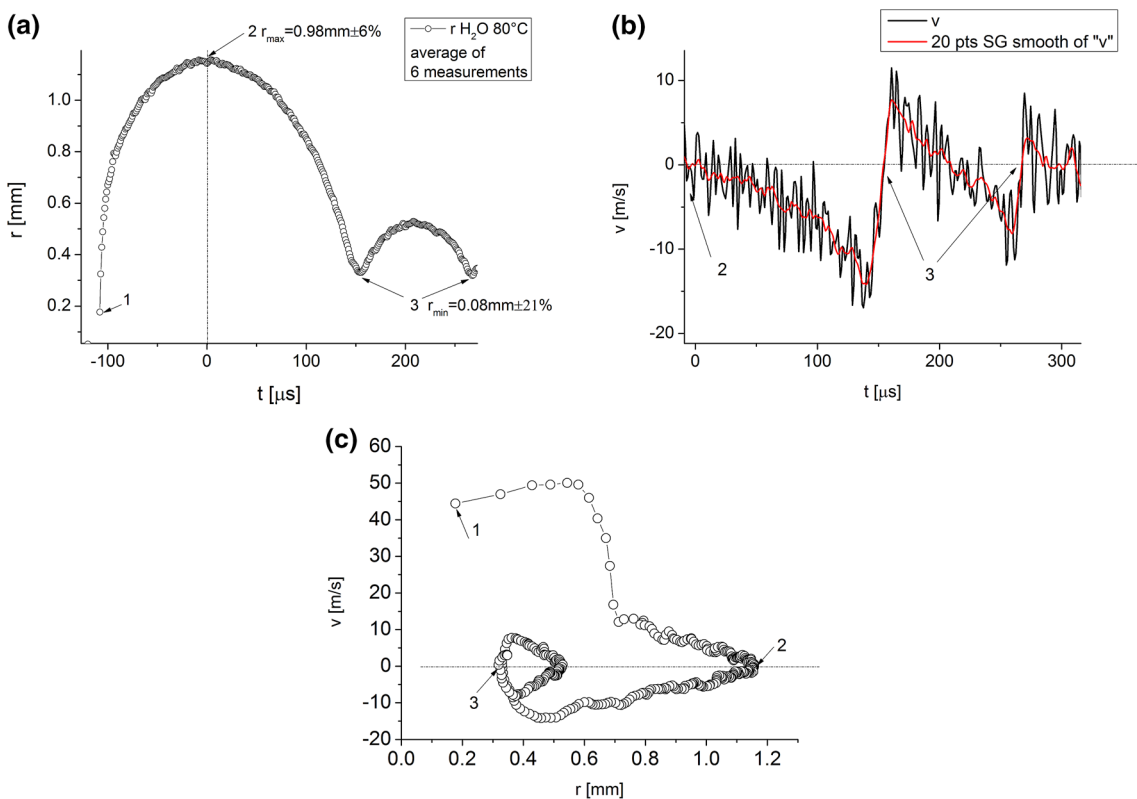 (a)
2 rmax=0.98mm±6%
r H2O 80°C
average of
6 measurements
1.0
0.8
0.6
0.4
0.2
r [mm]
1
3 rmin=0.08mm±21%
-100 0 100 200
t [μs]
(b)
v
20 pts SG smooth of "v"
10
0
-10
-20
v [m/s]
2
3
0 100 200 300
t [μs]
(c)
60
50
40
30
20
10
0
-10
-20
v [m/s]
1
2
3
0.0 0.2 0.4 0.6 0.8 1.0 1.2
r [mm]